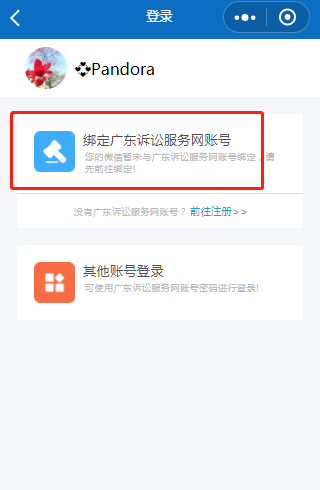 登录
Pandora
绑定广东诉讼服务网账号
您的微信暂未与广东诉讼服务网账号绑定，请
先前往绑定!
没有广东诉讼服务网账号？前往注册>>
其他账号登录
可使用广东诉讼服务网账号密码进行登录!